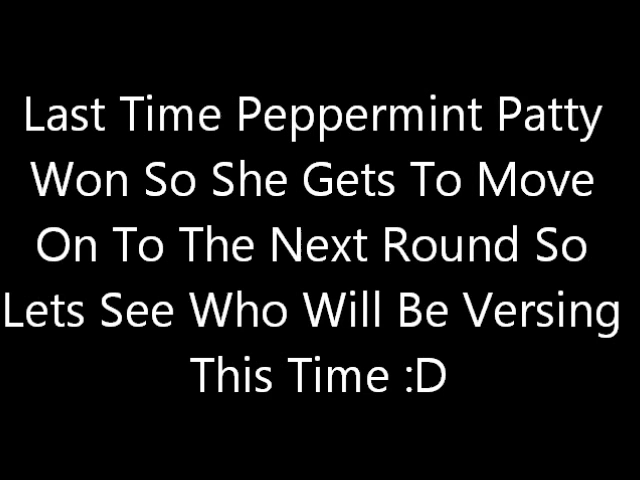 Last Time Peppermint Patty
Won So She Gets To Move
On To The Next Round So
Lets See Who Will Be Versing
This Time :D